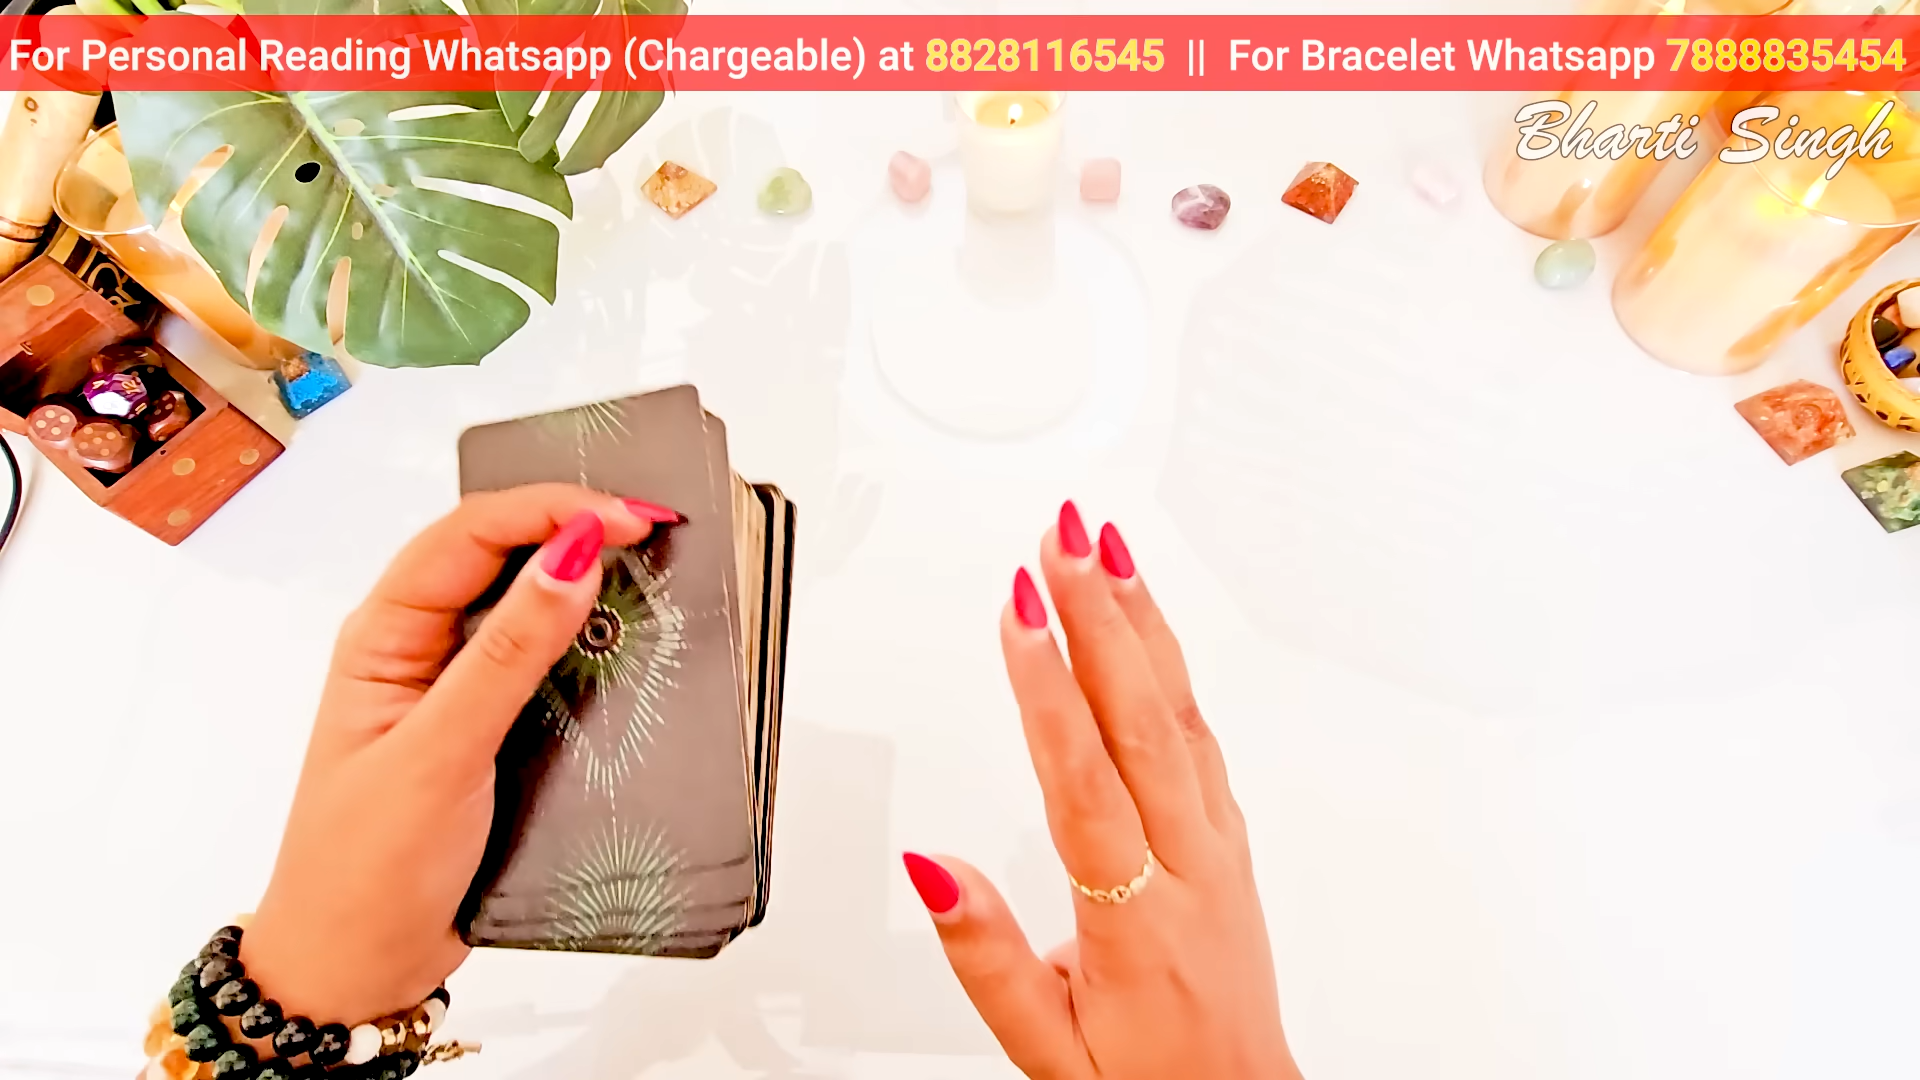 For Personal Reading Whatsapp (Chargeable) at 8828116545 || For Bracelet Whatsapp 7888835454
Bharti Singh